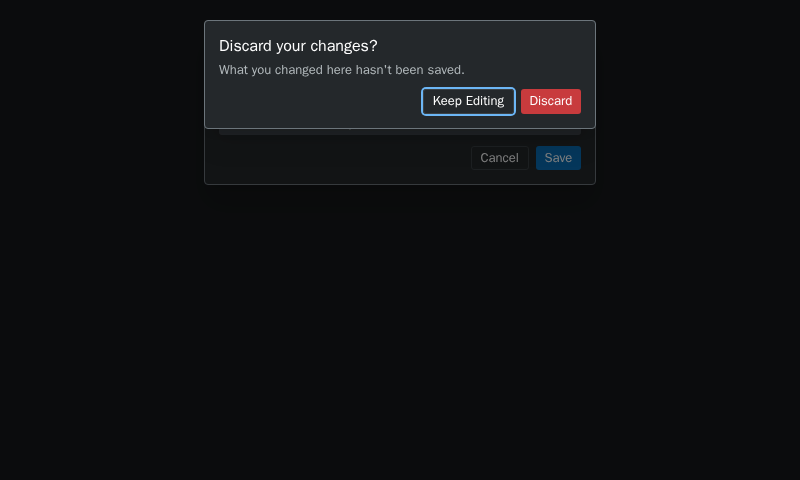 Discard your changes?
What you changed here hasn't been saved.
Keep Editing Discard
Cancel Save